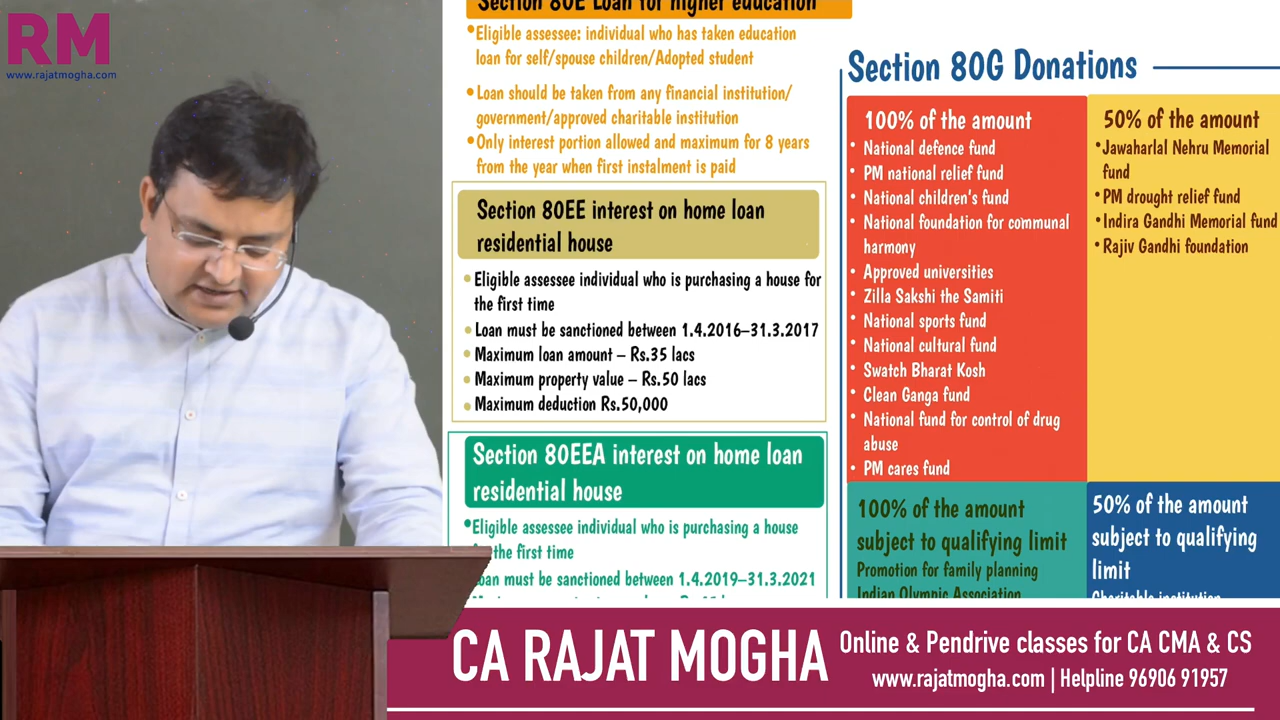 RM
www.rajatmogha.com
Section 80E Loan for higher education
•Eligible assessee: individual who has taken education
loan for self/spouse children/Adopted student
•Loan should be taken from any financial institution/
government/approved charitable institution
•Only interest portion allowed and maximum for 8 years
from the year when first instalment is paid
Section 80EE interest on home loan
residential house
• Eligible assessee individual who is purchasing a house for
the first time
• Loan must be sanctioned between 1.4.2016–31.3.2017
• Maximum loan amount – Rs.35 lacs
• Maximum property value – Rs.50 lacs
• Maximum deduction Rs.50,000
Section 80EEA interest on home loan
residential house
•Eligible assessee individual who is purchasing a house
the first time
Loan must be sanctioned between 1.4.2019–31.3.2021
Section 80G Donations
100% of the amount
• National defence fund
• PM national relief fund
• National children's fund
• National foundation for communal
harmony
• Approved universities
• Zilla Sakshi the Samiti
• National sports fund
• National cultural fund
• Swatch Bharat Kosh
• Clean Ganga fund
• National fund for control of drug
abuse
• PM cares fund
50% of the amount
•Jawaharlal Nehru Memorial
fund
• PM drought relief fund
• Indira Gandhi Memorial fund
• Rajiv Gandhi foundation
100% of the amount
subject to qualifying limit
Promotion for family planning
Indian Olympic Association
50% of the amount
subject to qualifying
limit
Charitable institution
CA RAJAT MOGHA
Online & Pendrive classes for CA CMA & CS
www.rajatmogha.com | Helpline 96906 91957